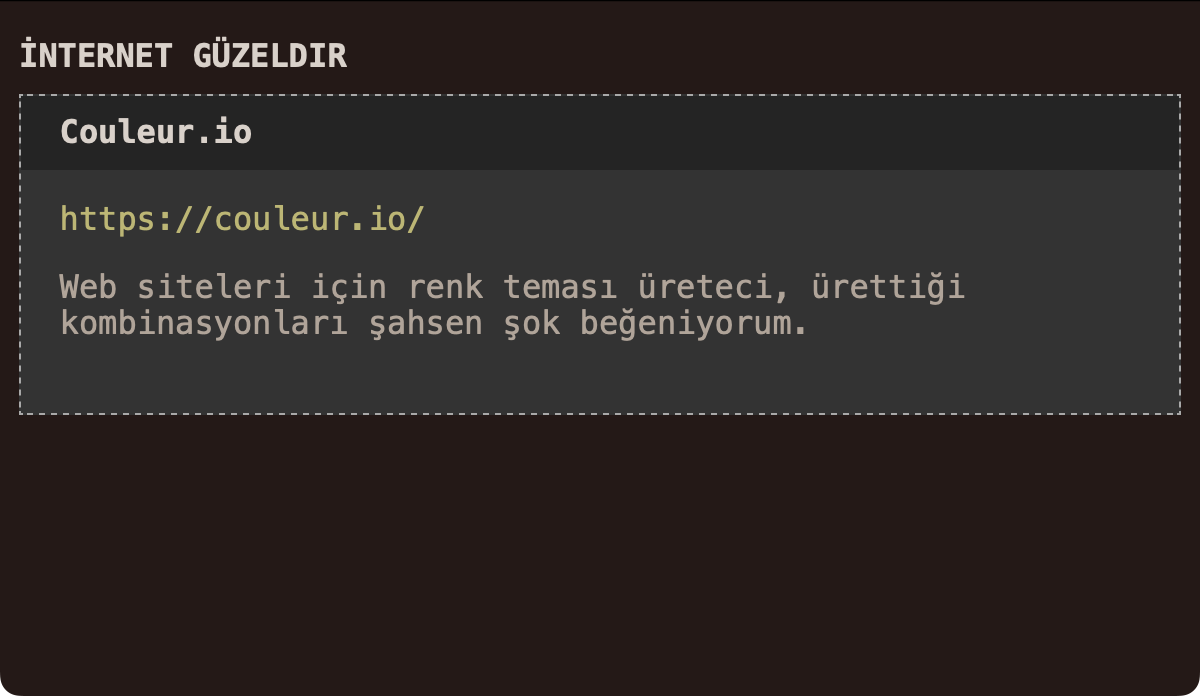 İNTERNET GÜZELDIR
Couleur.io
https://couleur.io/
Web siteleri için renk teması üreteci, ürettiği
kombinasyonları şahsen şok beğeniyorum.